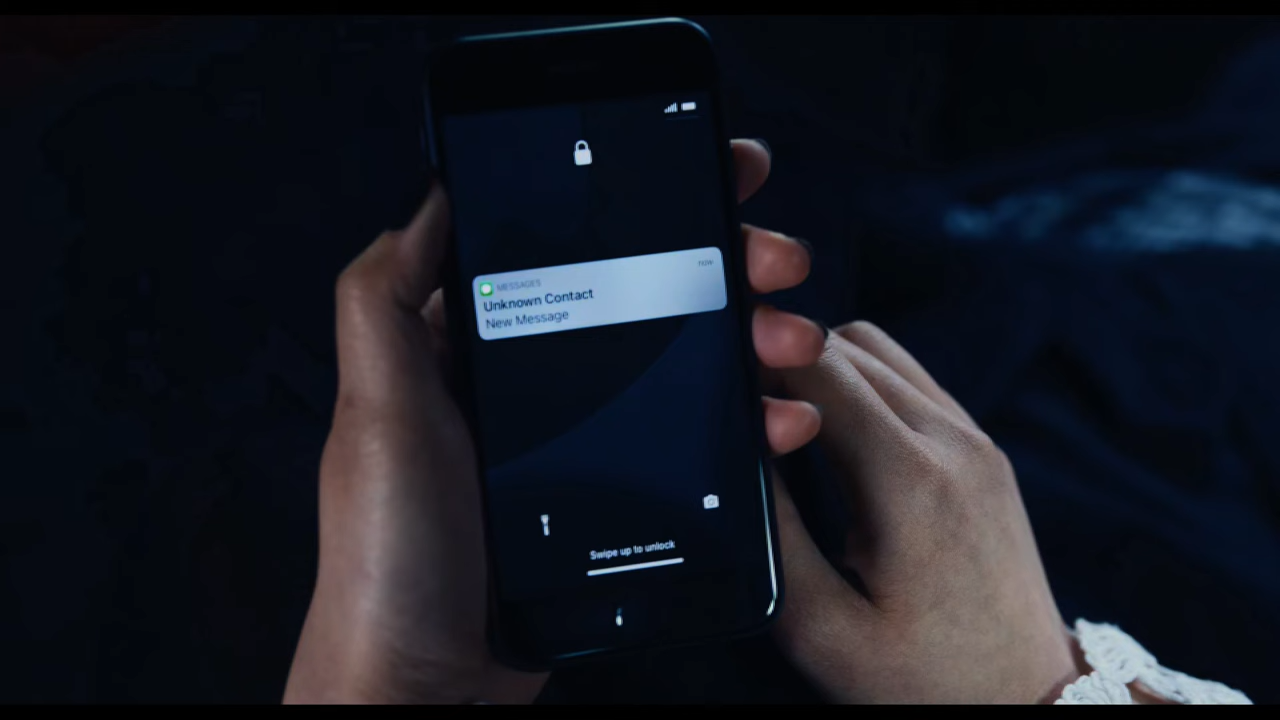 MESSAGES
now
Unknown Contact
New Message
Swipe up to unlock